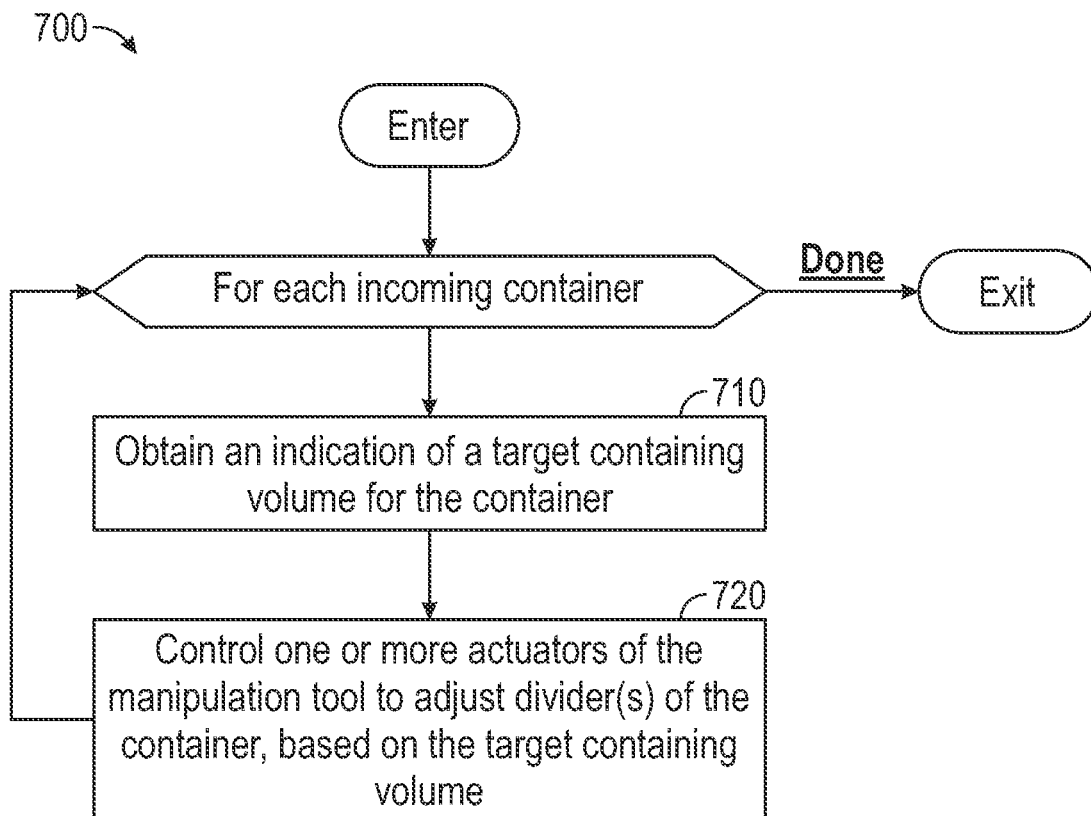 700
Enter
For each incoming container
Done
Exit
710
Obtain an indication of a target containing
volume for the container
720
Control one or more actuators of the
manipulation tool to adjust divider(s) of the
container, based on the target containing
volume